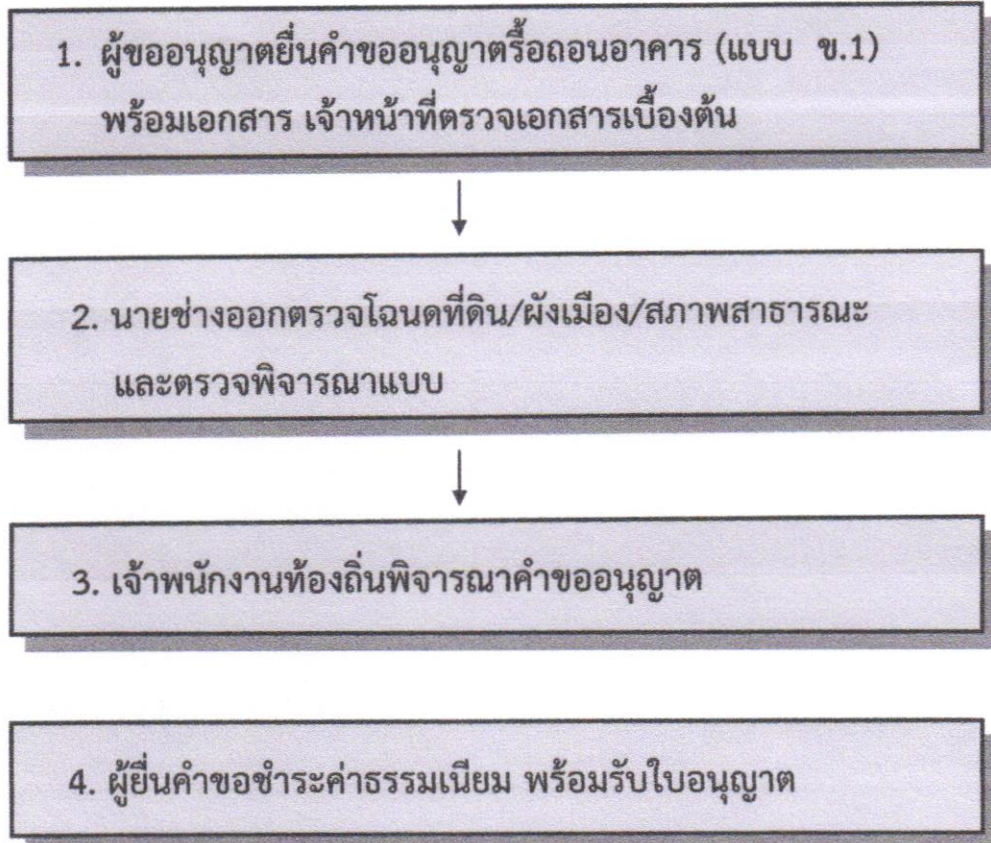 1. ผู้ขออนุญาตยื่นคำขออนุญาตรื้อถอนอาคาร (แบบ ข.1)
พร้อมเอกสาร เจ้าหน้าที่ตรวจเอกสารเบื้องต้น
2. นายช่างออกตรวจโฉนดที่ดิน/ผังเมือง/สภาพสาธารณะ
และตรวจพิจารณาแบบ
3. เจ้าพนักงานท้องถิ่นพิจารณาคำขออนุญาต
4. ผู้ยื่นคำขอชำระค่าธรรมเนียม พร้อมรับใบอนุญาต